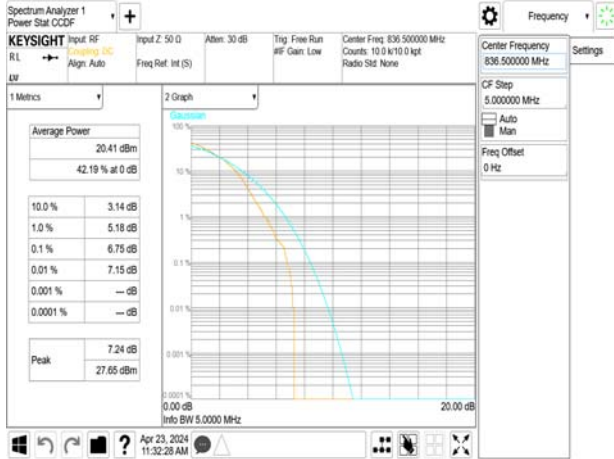 Spectrum Analyzer 1
Power Stat CCDF
Frequency
KEYSIGHT
RL
Input: RF
Coupling: DC
Align: Auto
Input Z: 50 Ω
Freq Ref: Int (S)
Atten: 30 dB
Trig: Free Run
#IF Gain: Low
Center Freq: 836.500000 MHz
Counts: 10.0 k/10.0 kpt
Radio Std: None
Center Frequency
836.500000 MHz
Settings
CF Step
5.000000 MHz
Auto
Man
Freq Offset
0 Hz
1 Metrics
2 Graph
Average Power
20.41 dBm
42.19 % at 0 dB
10.0 % 3.14 dB
1.0 % 5.18 dB
0.1 % 6.75 dB
0.01 % 7.15 dB
0.001 % --- dB
0.0001 % --- dB
Peak
7.24 dB
27.65 dBm
Gaussian
100 %
10 %
1 %
0.1 %
0.01 %
0.001 %
0.0001 %
0.00 dB 20.00 dB
Info BW 5.0000 MHz
?
Apr 23, 2024
11:32:28 AM